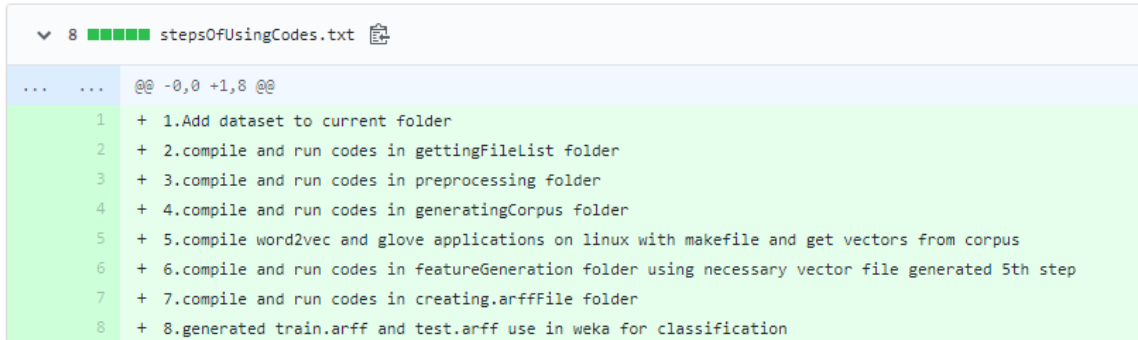 8 stepsOfUsingCodes.txt
... ... @@ -0,0 +1,8 @@
1 + 1.Add dataset to current folder
2 + 2.compile and run codes in gettingFileList folder
3 + 3.compile and run codes in preprocessing folder
4 + 4.compile and run codes in generatingCorpus folder
5 + 5.compile word2vec and glove applications on linux with makefile and get vectors from corpus
6 + 6.compile and run codes in featureGeneration folder using necessary vector file generated 5th step
7 + 7.compile and run codes in creating.arffFile folder
8 + 8.generated train.arff and test.arff use in weka for classification